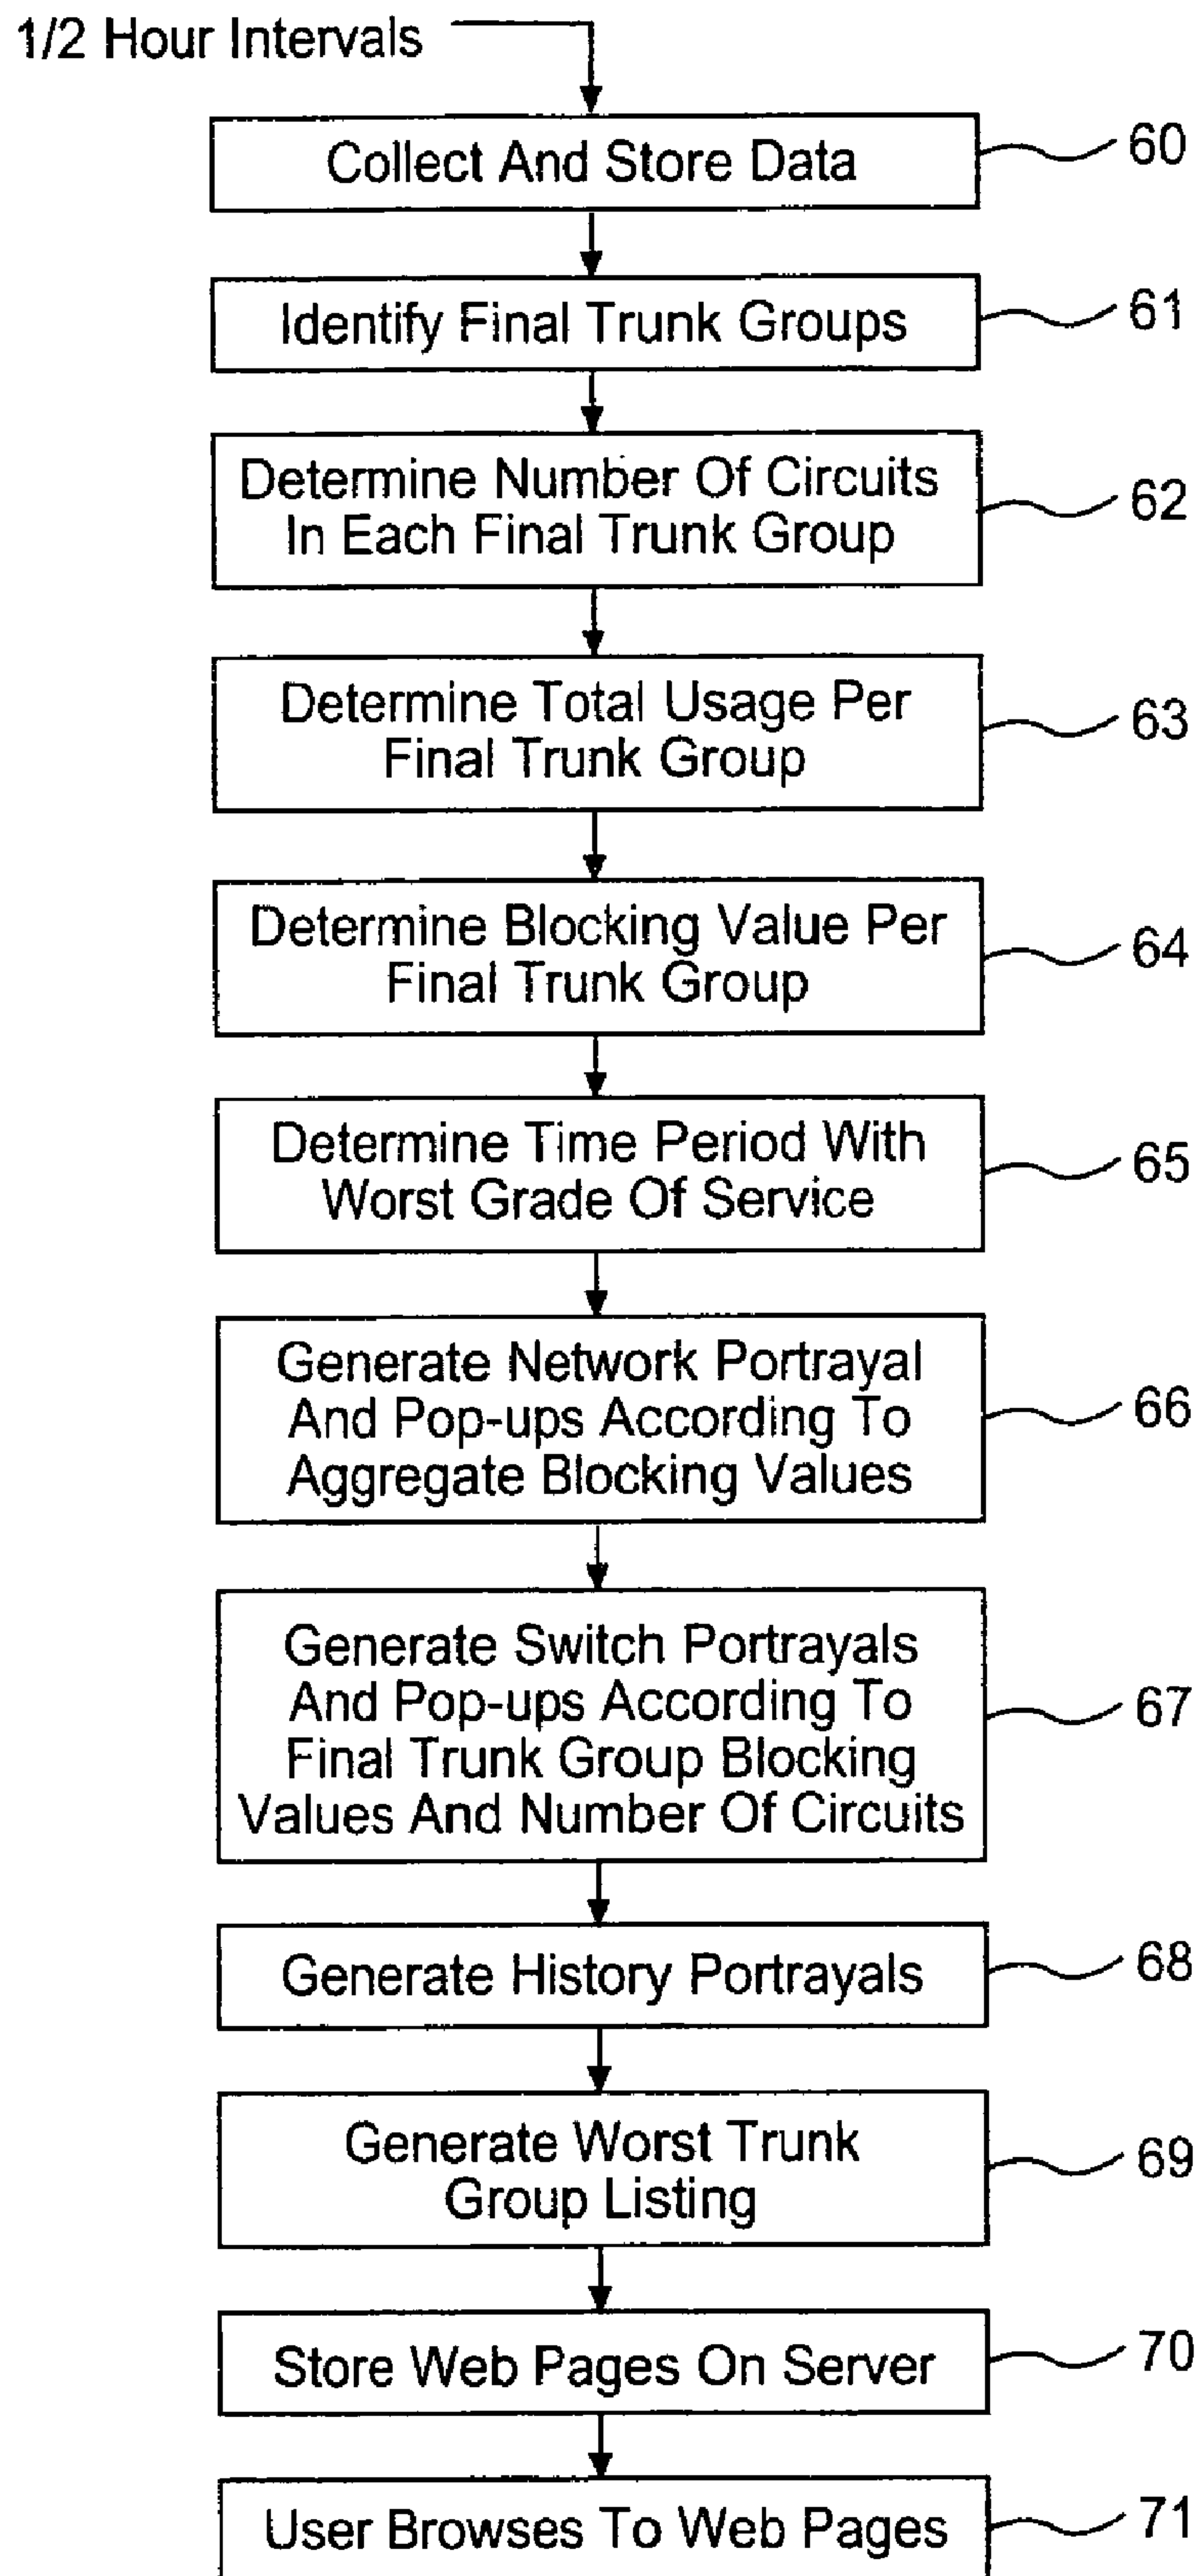 1/2 Hour Intervals
Collect And Store Data
60
Identify Final Trunk Groups
61
Determine Number Of Circuits
In Each Final Trunk Group
62
Determine Total Usage Per
Final Trunk Group
63
Determine Blocking Value Per
Final Trunk Group
64
Determine Time Period With
Worst Grade Of Service
65
Generate Network Portrayal
And Pop-ups According To
Aggregate Blocking Values
66
Generate Switch Portrayals
And Pop-ups According To
Final Trunk Group Blocking
Values And Number Of Circuits
67
Generate History Portrayals
68
Generate Worst Trunk
Group Listing
69
Store Web Pages On Server
70
User Browses To Web Pages
71